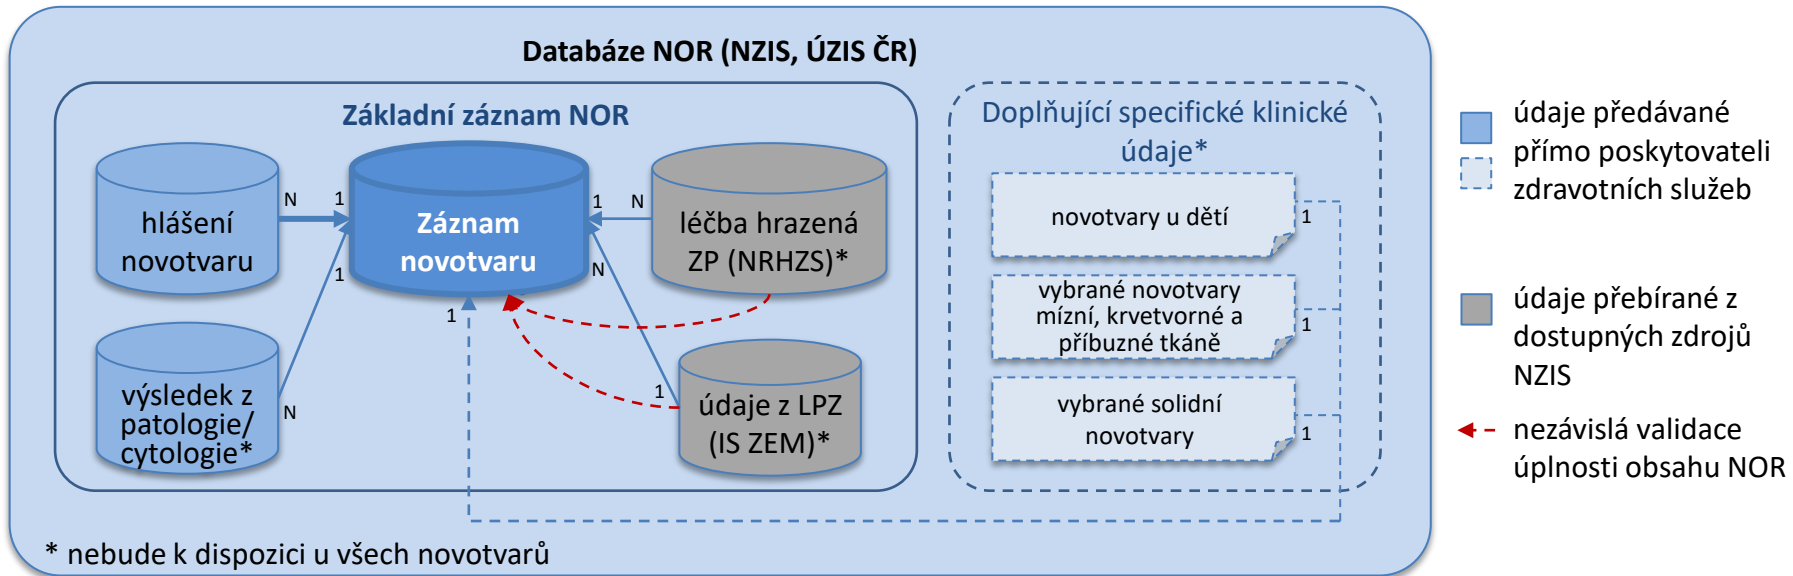 Databáze NOR (NZIS, ÚZIS ČR)
Základní záznam NOR
hlášení
novotvaru
N
1
Záznam
novotvaru
1
N
léčba hrazená
ZP (NRHZS)*
1
N
1
výsledek z
patologie/
cytologie*
N
1
údaje z LPZ
(IS ZEM)*
Doplňující specifické klinické
údaje*
novotvary u dětí
1
vybrané novotvary
mízní, krvetvorné a
příbuzné tkáně
1
vybrané solidní
novotvary
1
* nebude k dispozici u všech novotvarů
údaje předávané
přímo poskytovateli
zdravotních služeb
údaje přebírané z
dostupných zdrojů
NZIS
nezávislá validace
úplnosti obsahu NOR